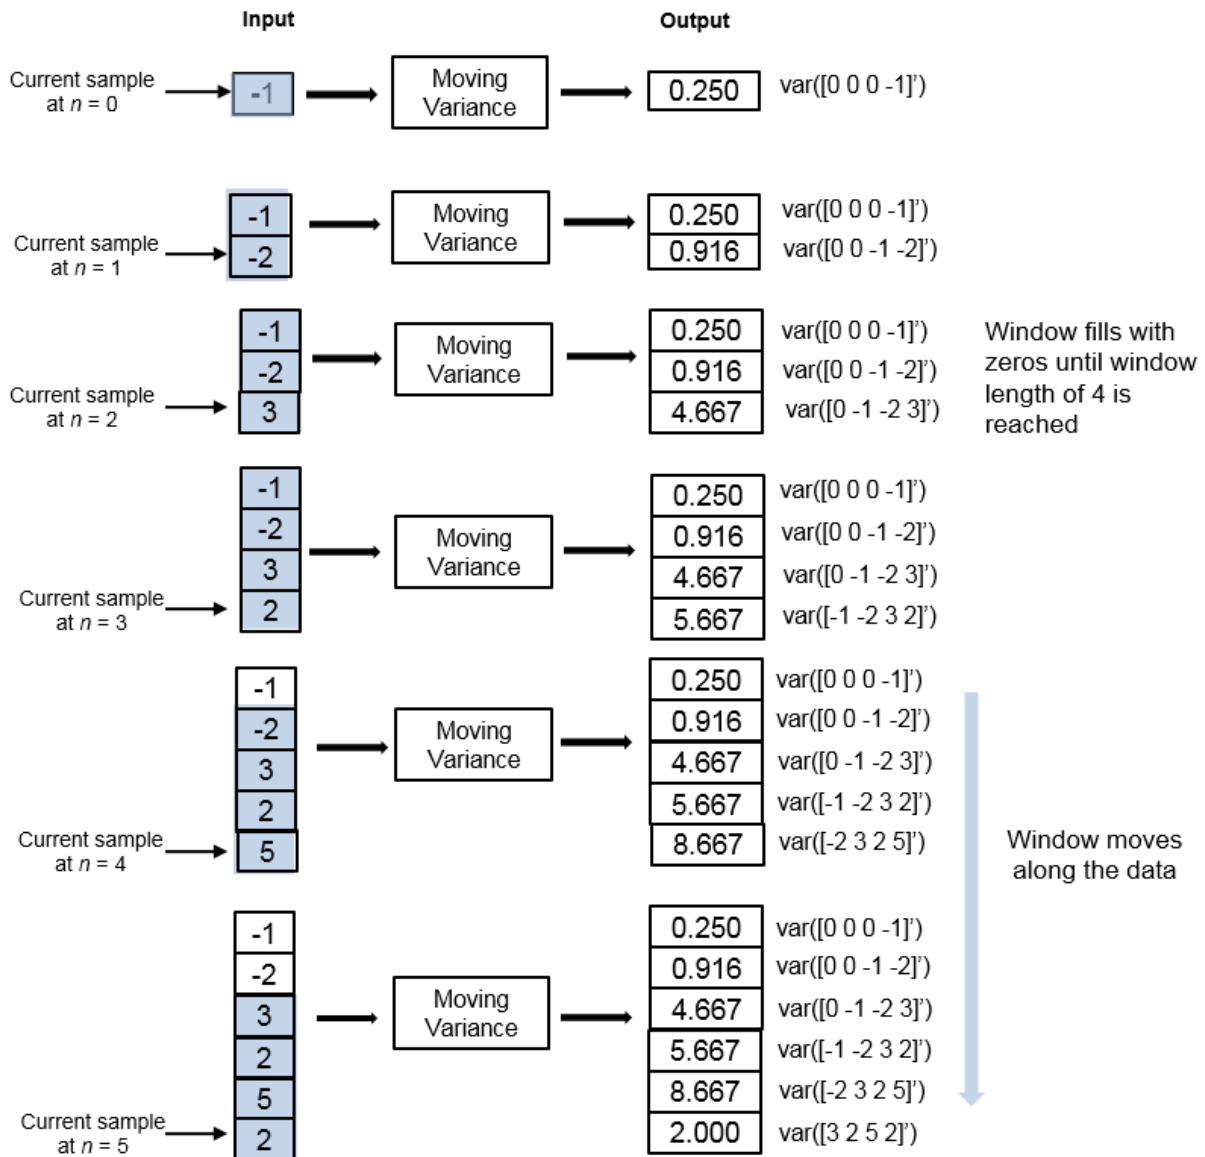 Input
Output
Current sample
at n = 0
-1
Moving
Variance
0.250
var([0 0 0 -1]')
Current sample
at n = 1
-1
-2
Moving
Variance
0.250
var([0 0 0 -1]')
0.916
var([0 0 -1 -2]')
Current sample
at n = 2
-1
-2
3
Moving
Variance
0.250
var([0 0 0 -1]')
0.916
var([0 0 -1 -2]')
4.667
var([0 -1 -2 3]')
Window fills with
zeros until window
length of 4 is
reached
Current sample
at n = 3
-1
-2
3
2
Moving
Variance
0.250
var([0 0 0 -1]')
0.916
var([0 0 -1 -2]')
4.667
var([0 -1 -2 3]')
5.667
var([-1 -2 3 2]')
Current sample
at n = 4
-1
-2
3
2
5
Moving
Variance
0.250
var([0 0 0 -1]')
0.916
var([0 0 -1 -2]')
4.667
var([0 -1 -2 3]')
5.667
var([-1 -2 3 2]')
8.667
var([-2 3 2 5]')
Window moves
along the data
Current sample
at n = 5
-1
-2
3
2
5
2
Moving
Variance
0.250
var([0 0 0 -1]')
0.916
var([0 0 -1 -2]')
4.667
var([0 -1 -2 3]')
5.667
var([-1 -2 3 2]')
8.667
var([-2 3 2 5]')
2.000
var([3 2 5 2]')